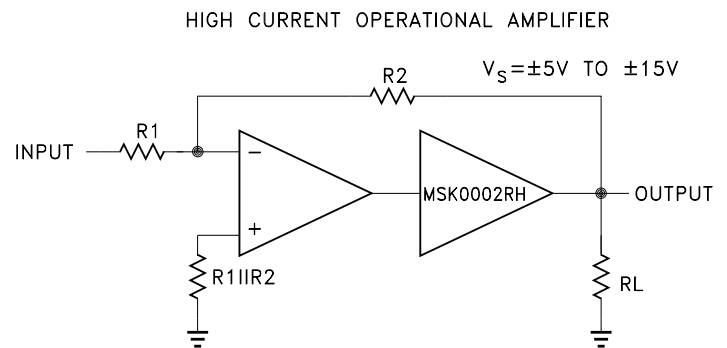 HIGH CURRENT OPERATIONAL AMPLIFIER
VS=±5V TO ±15V
R2
R1
INPUT
−
+
MSK0002RH
OUTPUT
R1IIR2
RL